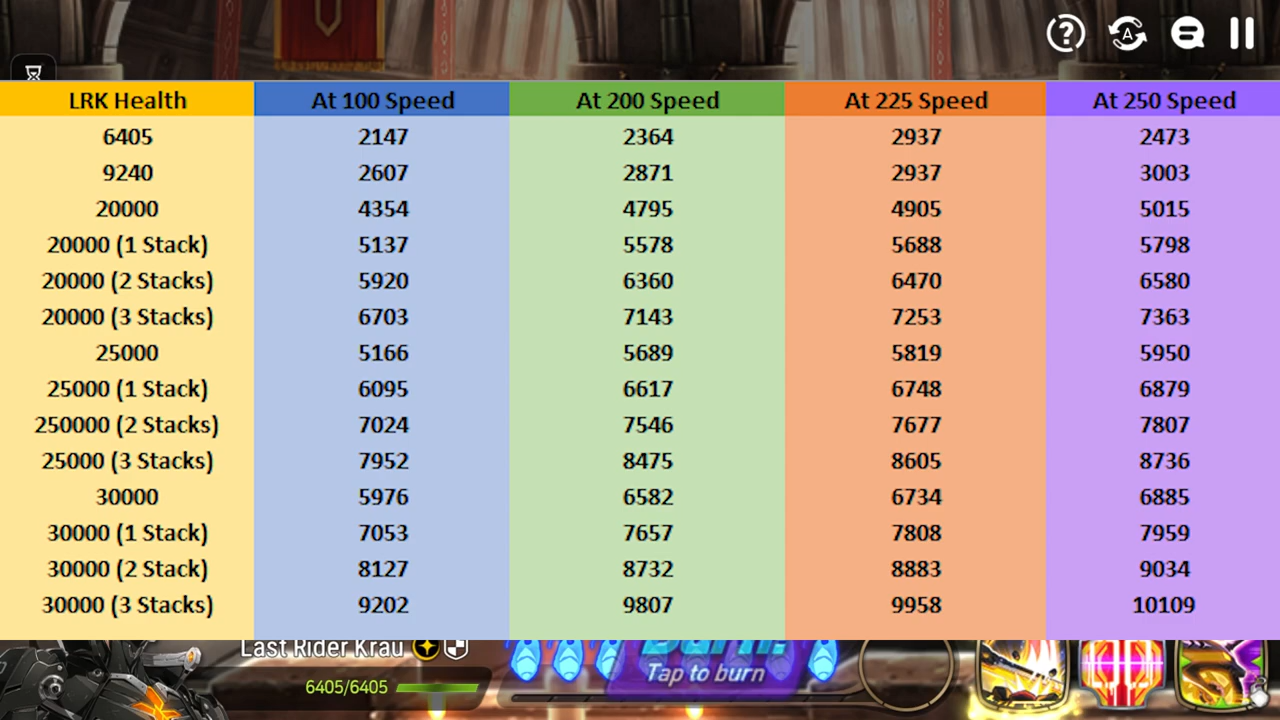 LRK Health At 100 Speed At 200 Speed At 225 Speed At 250 Speed
6405 2147 2364 2937 2473
9240 2607 2871 2937 3003
20000 4354 4795 4905 5015
20000 (1 Stack) 5137 5578 5688 5798
20000 (2 Stacks) 5920 6360 6470 6580
20000 (3 Stacks) 6703 7143 7253 7363
25000 5166 5689 5819 5950
25000 (1 Stack) 6095 6617 6748 6879
250000 (2 Stacks) 7024 7546 7677 7807
25000 (3 Stacks) 7952 8475 8605 8736
30000 5976 6582 6734 6885
30000 (1 Stack) 7053 7657 7808 7959
30000 (2 Stack) 8127 8732 8883 9034
30000 (3 Stacks) 9202 9807 9958 10109
Last Rider Krau
Tap to burn
6405/6405